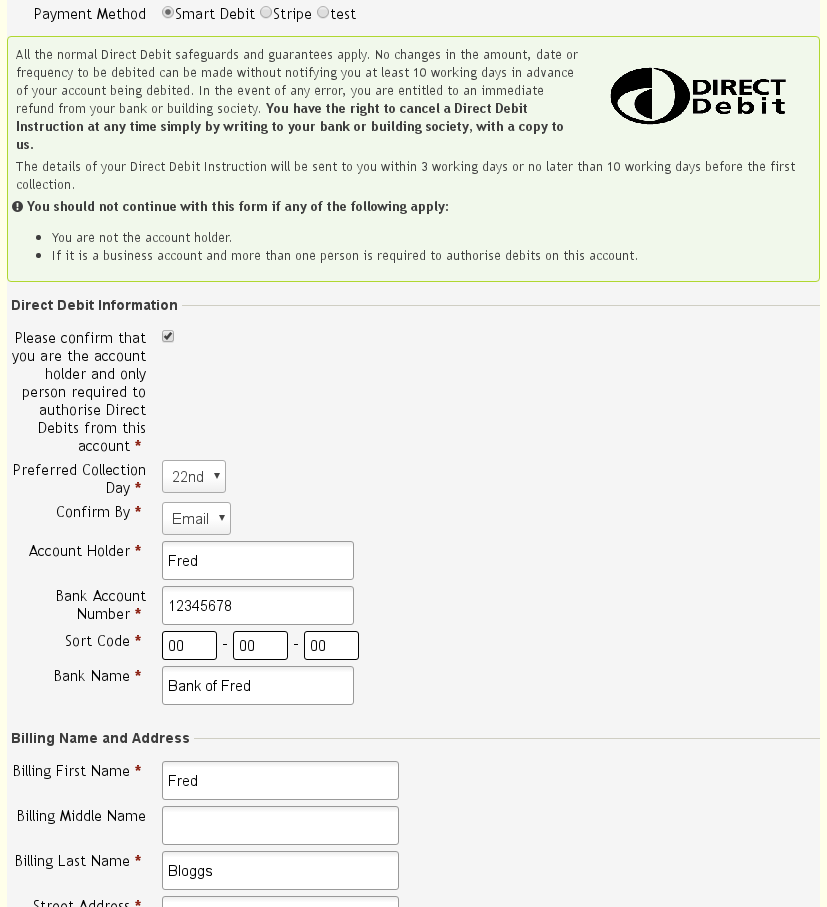 Payment Method Smart Debit Stripe test
All the normal Direct Debit safeguards and guarantees apply. No changes in the amount, date or
frequency to be debited can be made without notifying you at least 10 working days in advance
of your account being debited. In the event of any error, you are entitled to an immediate
refund from your bank or building society. You have the right to cancel a Direct Debit
Instruction at any time simply by writing to your bank or building society, with a copy to
us.
DIRECT
Debit
The details of your Direct Debit Instruction will be sent to you within 3 working days or no later than 10 working days before the first
collection.
You should not continue with this form if any of the following apply:
You are not the account holder.
If it is a business account and more than one person is required to authorise debits on this account.
Direct Debit Information
Please confirm that
you are the account
holder and only
person required to
authorise Direct
Debits from this
account *
Preferred Collection
Day * 22nd
Confirm By * Email
Account Holder * Fred
Bank Account
Number * 12345678
Sort Code * 00 - 00 - 00
Bank Name * Bank of Fred
Billing Name and Address
Billing First Name * Fred
Billing Middle Name
Billing Last Name * Bloggs
Street Address *